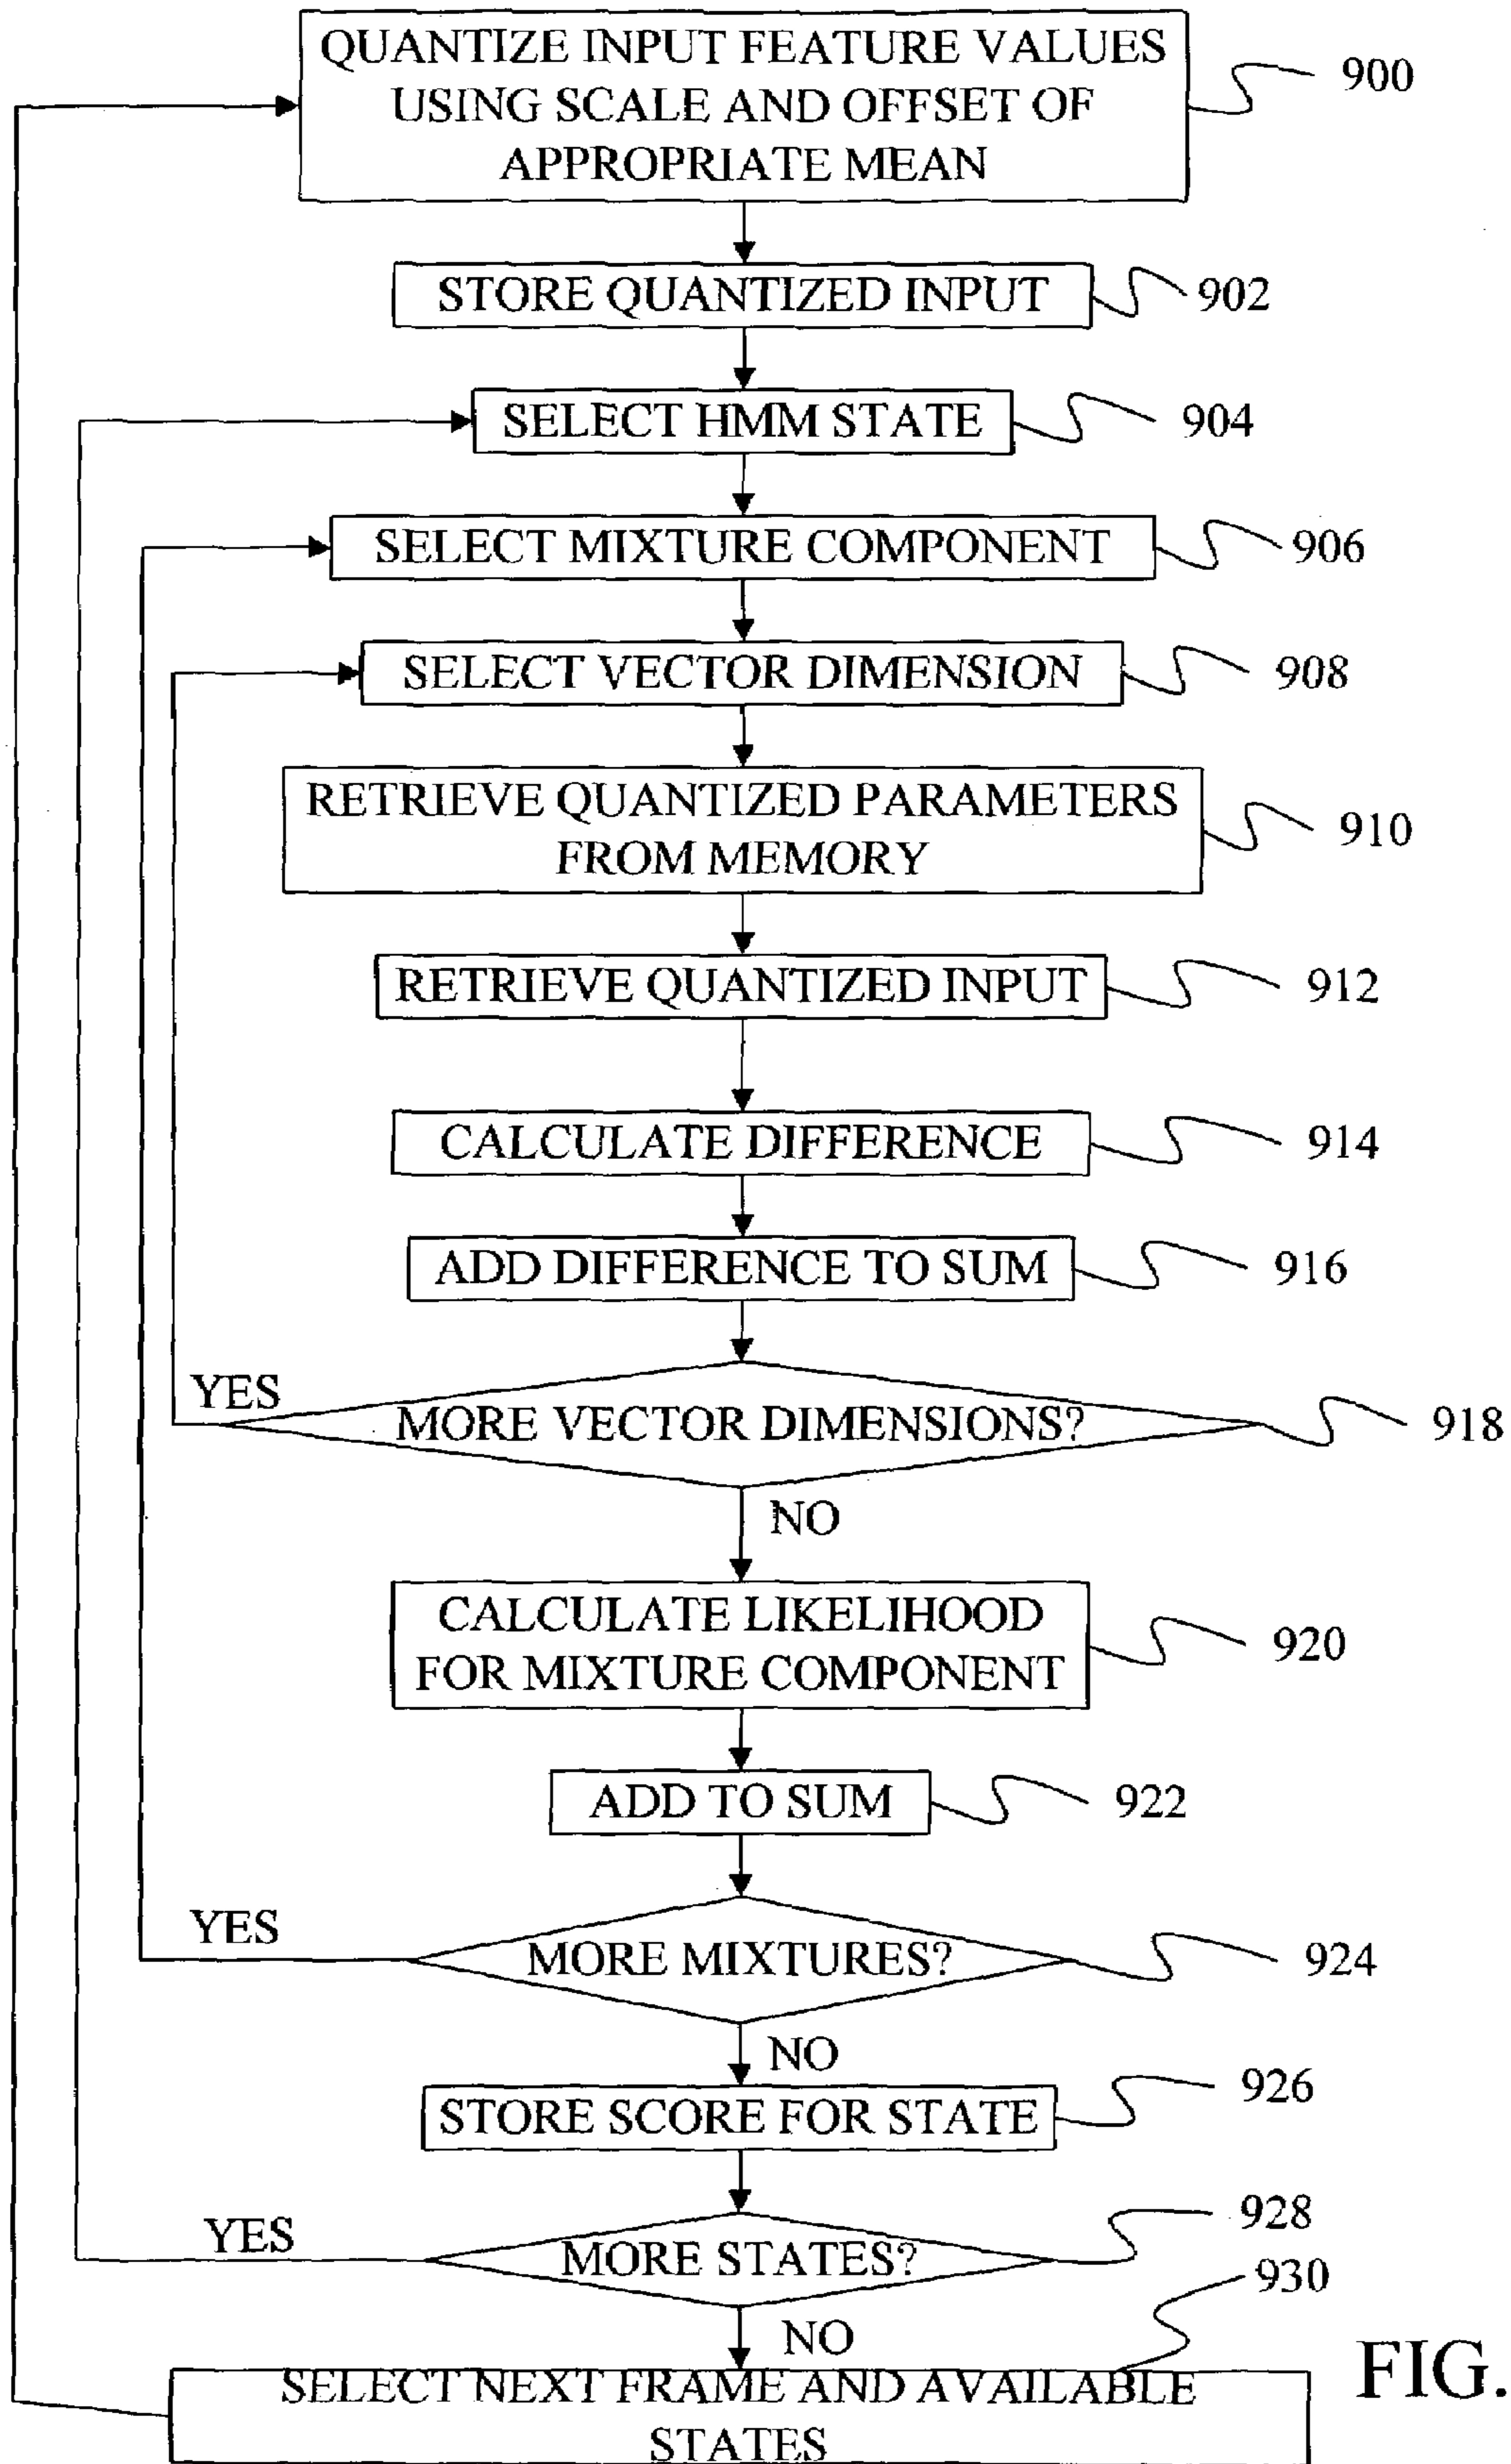 QUANTIZE INPUT FEATURE VALUES
USING SCALE AND OFFSET OF
APPROPRIATE MEAN
900
STORE QUANTIZED INPUT
902
SELECT HMM STATE
904
SELECT MIXTURE COMPONENT
906
SELECT VECTOR DIMENSION
908
RETRIEVE QUANTIZED PARAMETERS
FROM MEMORY
910
RETRIEVE QUANTIZED INPUT
912
CALCULATE DIFFERENCE
914
ADD DIFFERENCE TO SUM
916
YES
MORE VECTOR DIMENSIONS?
918
NO
CALCULATE LIKELIHOOD
FOR MIXTURE COMPONENT
920
ADD TO SUM
922
YES
MORE MIXTURES?
924
NO
STORE SCORE FOR STATE
926
YES
MORE STATES?
928
930
NO
SELECT NEXT FRAME AND AVAILABLE
STATES
FIG.